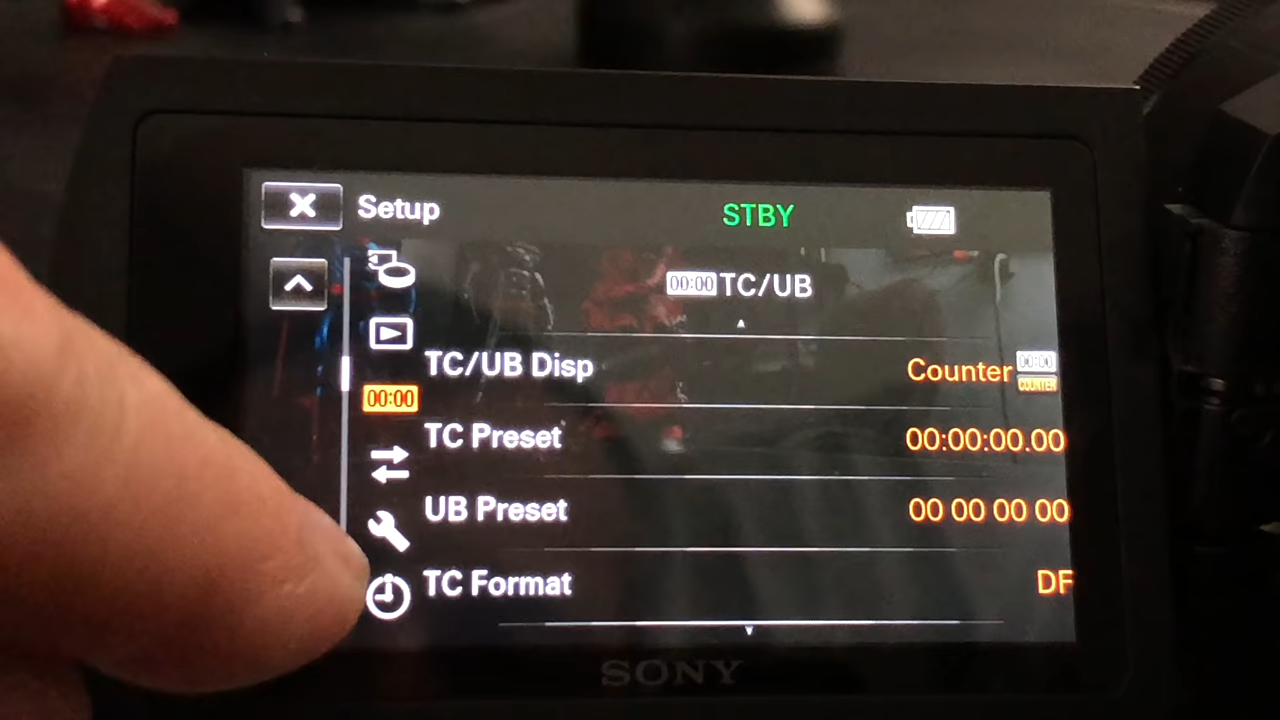 Setup STBY
00:00 TC/UB
TC/UB Disp Counter 00:00 COUNTER
00:00
TC Preset 00:00:00.00
UB Preset 00 00 00 00
TC Format DF
SONY